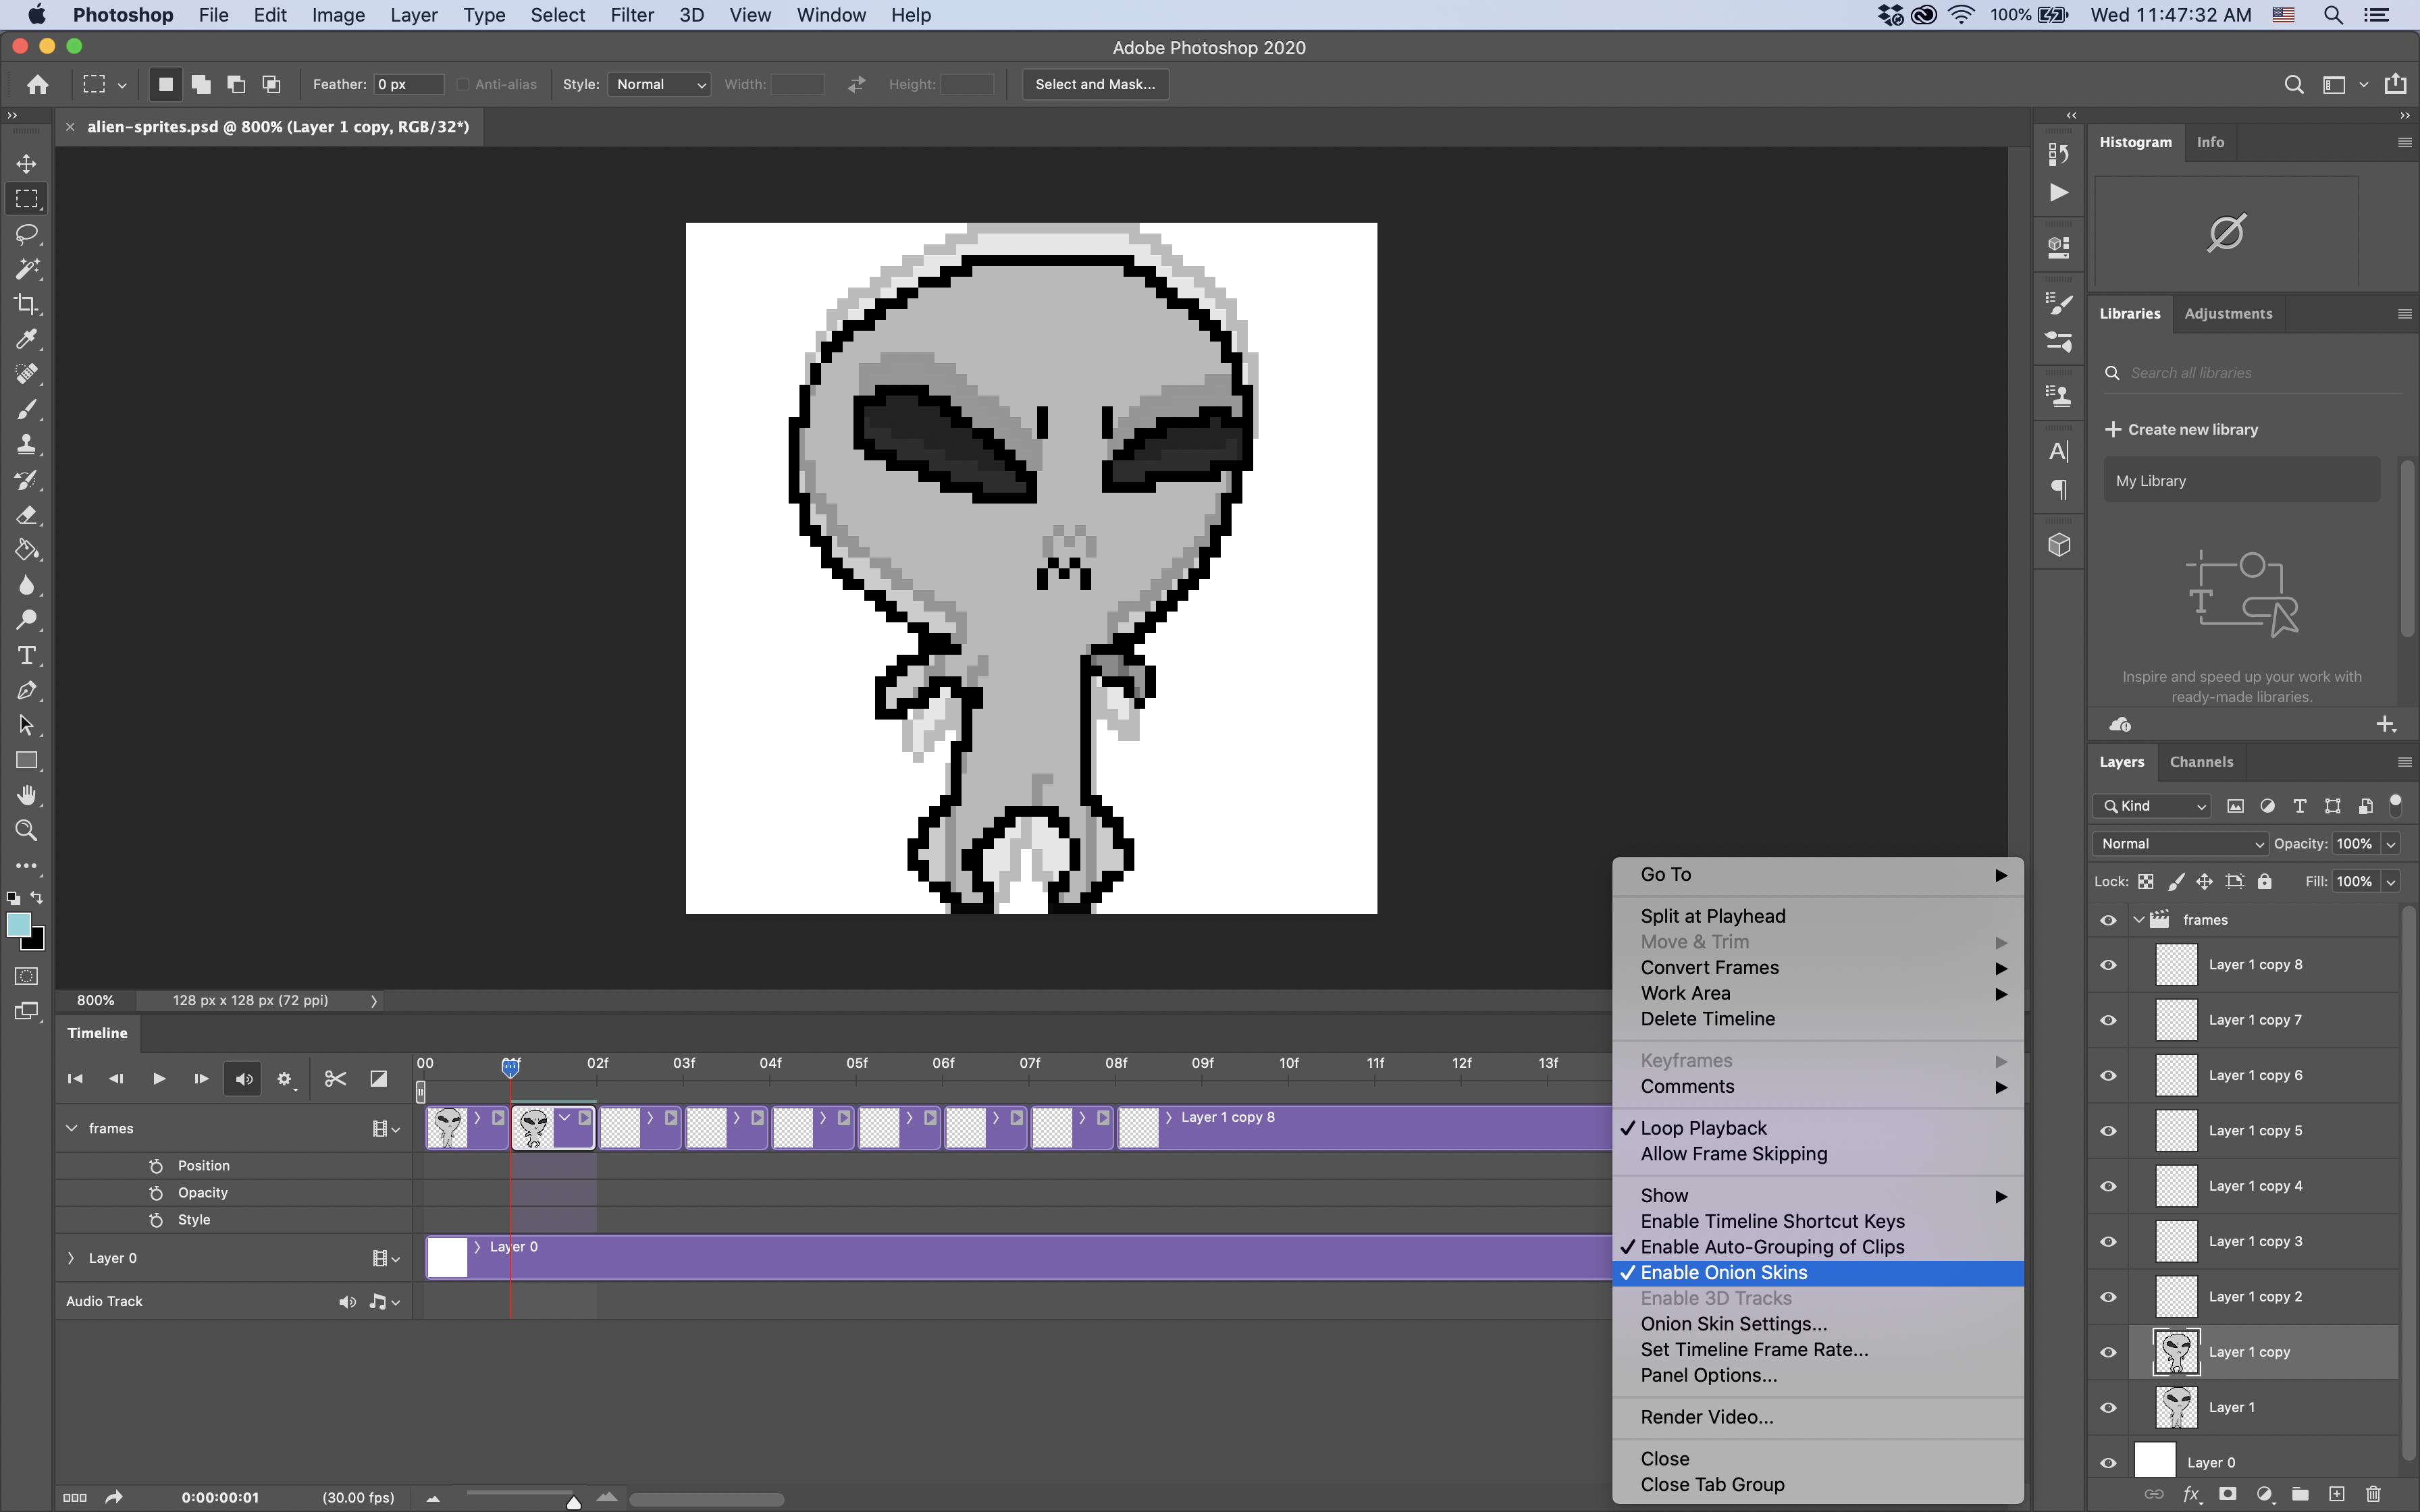 Photoshop File Edit Image Layer Type Select Filter 3D View Window Help 100% Wed 11:47:32 AM
Adobe Photoshop 2020
Feather: 0 px Anti-alias Style: Normal Width: Height: Select and Mask...
alien-sprites.psd @ 800% (Layer 1 copy, RGB/32*)
Histogram Info
Libraries Adjustments
Search all libraries
Create new library
My Library
Inspire and speed up your work with
ready-made libraries.
Layers Channels
Kind
Normal Opacity: 100%
Lock: Fill: 100%
frames
Layer 1 copy 8
Layer 1 copy 7
Layer 1 copy 6
Layer 1 copy 5
Layer 1 copy 4
Layer 1 copy 3
Layer 1 copy 2
Layer 1 copy
Layer 1
Layer 0
800% 128 px x 128 px (72 ppi)
Timeline
00 01f 02f 03f 04f 05f 06f 07f 08f 09f 10f 11f 12f 13f
frames
Layer 1 copy 8
Position
Opacity
Style
Layer 0
Layer 0
Audio Track
0:00:00:01 (30.00 fps)
Go To
Split at Playhead
Move & Trim
Convert Frames
Work Area
Delete Timeline
Keyframes
Comments
Loop Playback
Allow Frame Skipping
Show
Enable Timeline Shortcut Keys
Enable Auto-Grouping of Clips
Enable Onion Skins
Enable 3D Tracks
Onion Skin Settings...
Set Timeline Frame Rate...
Panel Options...
Render Video...
Close
Close Tab Group